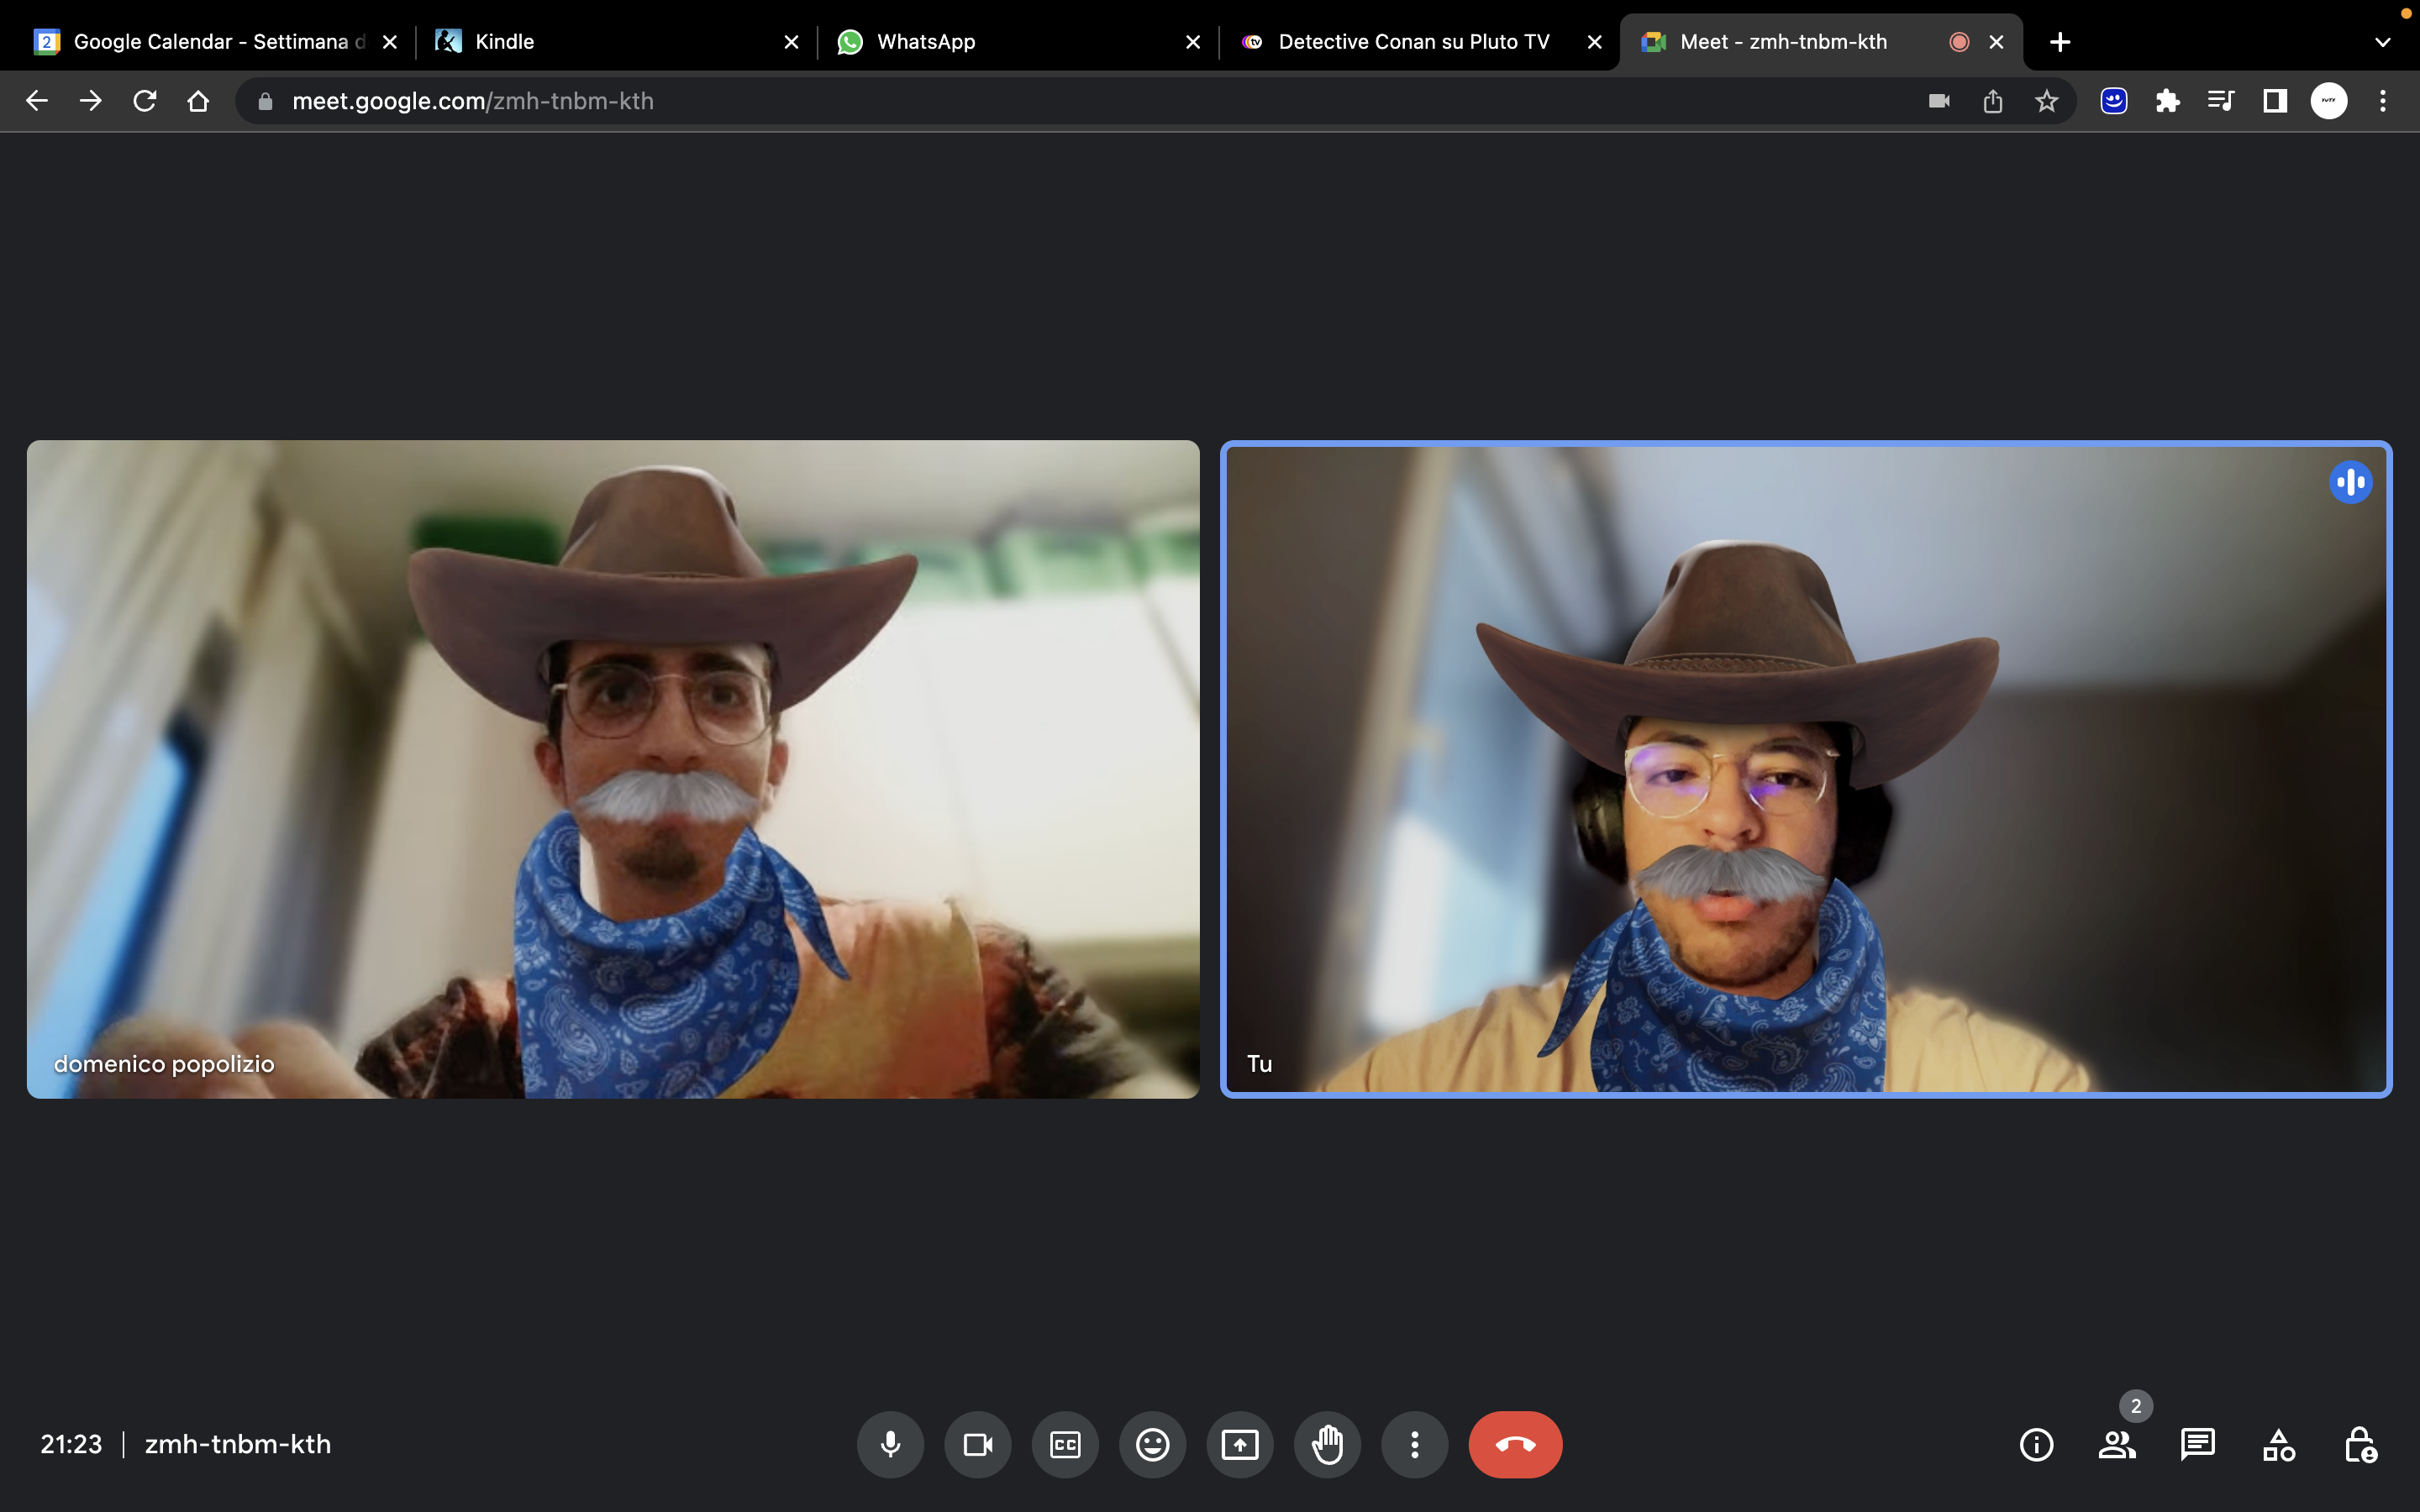 Google Calendar - Settimana d
Kindle
WhatsApp
Detective Conan su Pluto TV
Meet - zmh-tnbm-kth
meet.google.com/zmh-tnbm-kth
domenico popolizio
Tu
2
21:23
zmh-tnbm-kth
CC